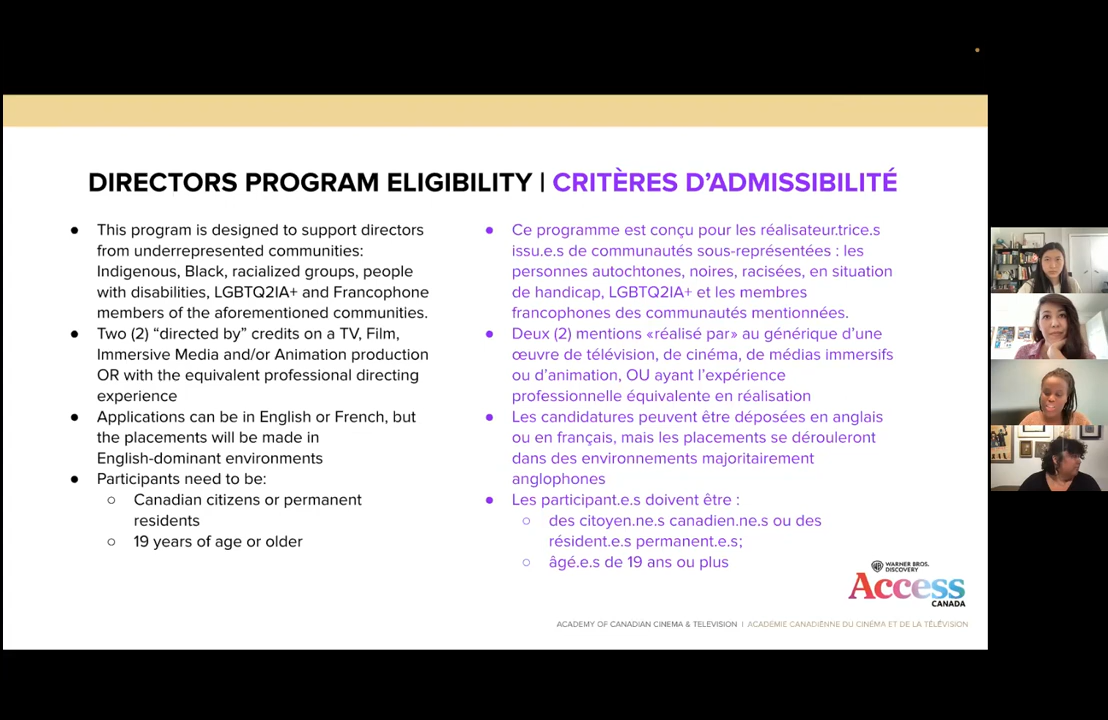 DIRECTORS PROGRAM ELIGIBILITY | CRITÈRES D’ADMISSIBILITÉ
● This program is designed to support directors
from underrepresented communities:
Indigenous, Black, racialized groups, people
with disabilities, LGBTQ2IA+ and Francophone
members of the aforementioned communities.
● Two (2) “directed by” credits on a TV, Film,
Immersive Media and/or Animation production
OR with the equivalent professional directing
experience
● Applications can be in English or French, but
the placements will be made in
English-dominant environments
● Participants need to be:
○ Canadian citizens or permanent
residents
○ 19 years of age or older
● Ce programme est conçu pour les réalisateur.trice.s
issu.e.s de communautés sous-représentées : les
personnes autochtones, noires, racisées, en situation
de handicap, LGBTQ2IA+ et les membres
francophones des communautés mentionnées.
● Deux (2) mentions «réalisé par» au générique d’une
œuvre de télévision, de cinéma, de médias immersifs
ou d’animation, OU ayant l’expérience
professionnelle équivalente en réalisation
● Les candidatures peuvent être déposées en anglais
ou en français, mais les placements se dérouleront
dans des environnements majoritairement
anglophones
● Les participant.e.s doivent être :
○ des citoyen.ne.s canadien.ne.s ou des
résident.e.s permanent.e.s;
○ âgé.e.s de 19 ans ou plus
WARNER BROS.
DISCOVERY
Access
CANADA
ACADEMY OF CANADIAN CINEMA & TELEVISION | ACADÉMIE CANADIENNE DU CINÉMA ET DE LA TÉLÉVISION